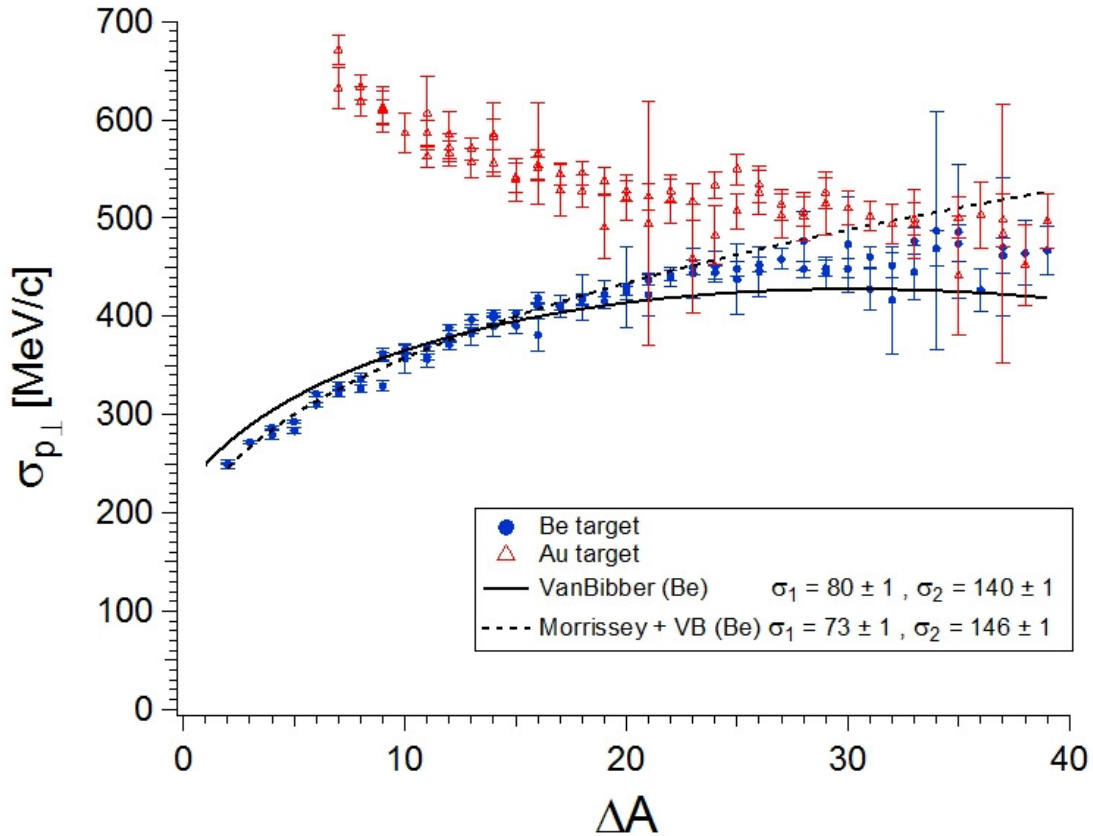 700
600
500
400
300
200
100
0
σp⊥ [MeV/c]
Be target
Au target
VanBibber (Be) σ1 = 80 ± 1 , σ2 = 140 ± 1
Morrissey + VB (Be) σ1 = 73 ± 1 , σ2 = 146 ± 1
0 10 20 30 40
ΔA